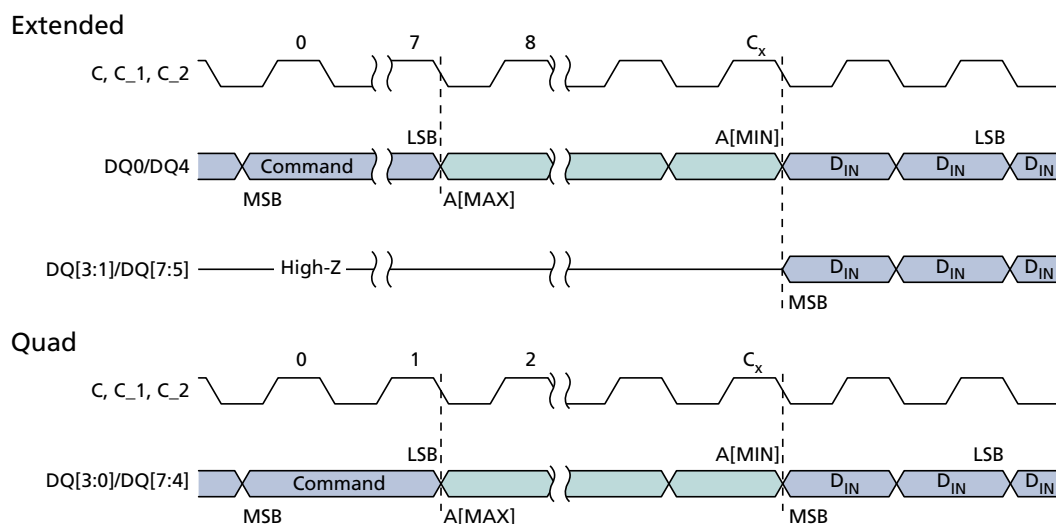 Extended
0 7 8 Cx
C, C_1, C_2
LSB A[MIN] LSB
DQ0/DQ4 Command DIN DIN DIN
MSB A[MAX]
DQ[3:1]/DQ[7:5] High-Z DIN DIN DIN
MSB
Quad
0 1 2 Cx
C, C_1, C_2
LSB A[MIN] LSB
DQ[3:0]/DQ[7:4] Command DIN DIN DIN
MSB A[MAX] MSB